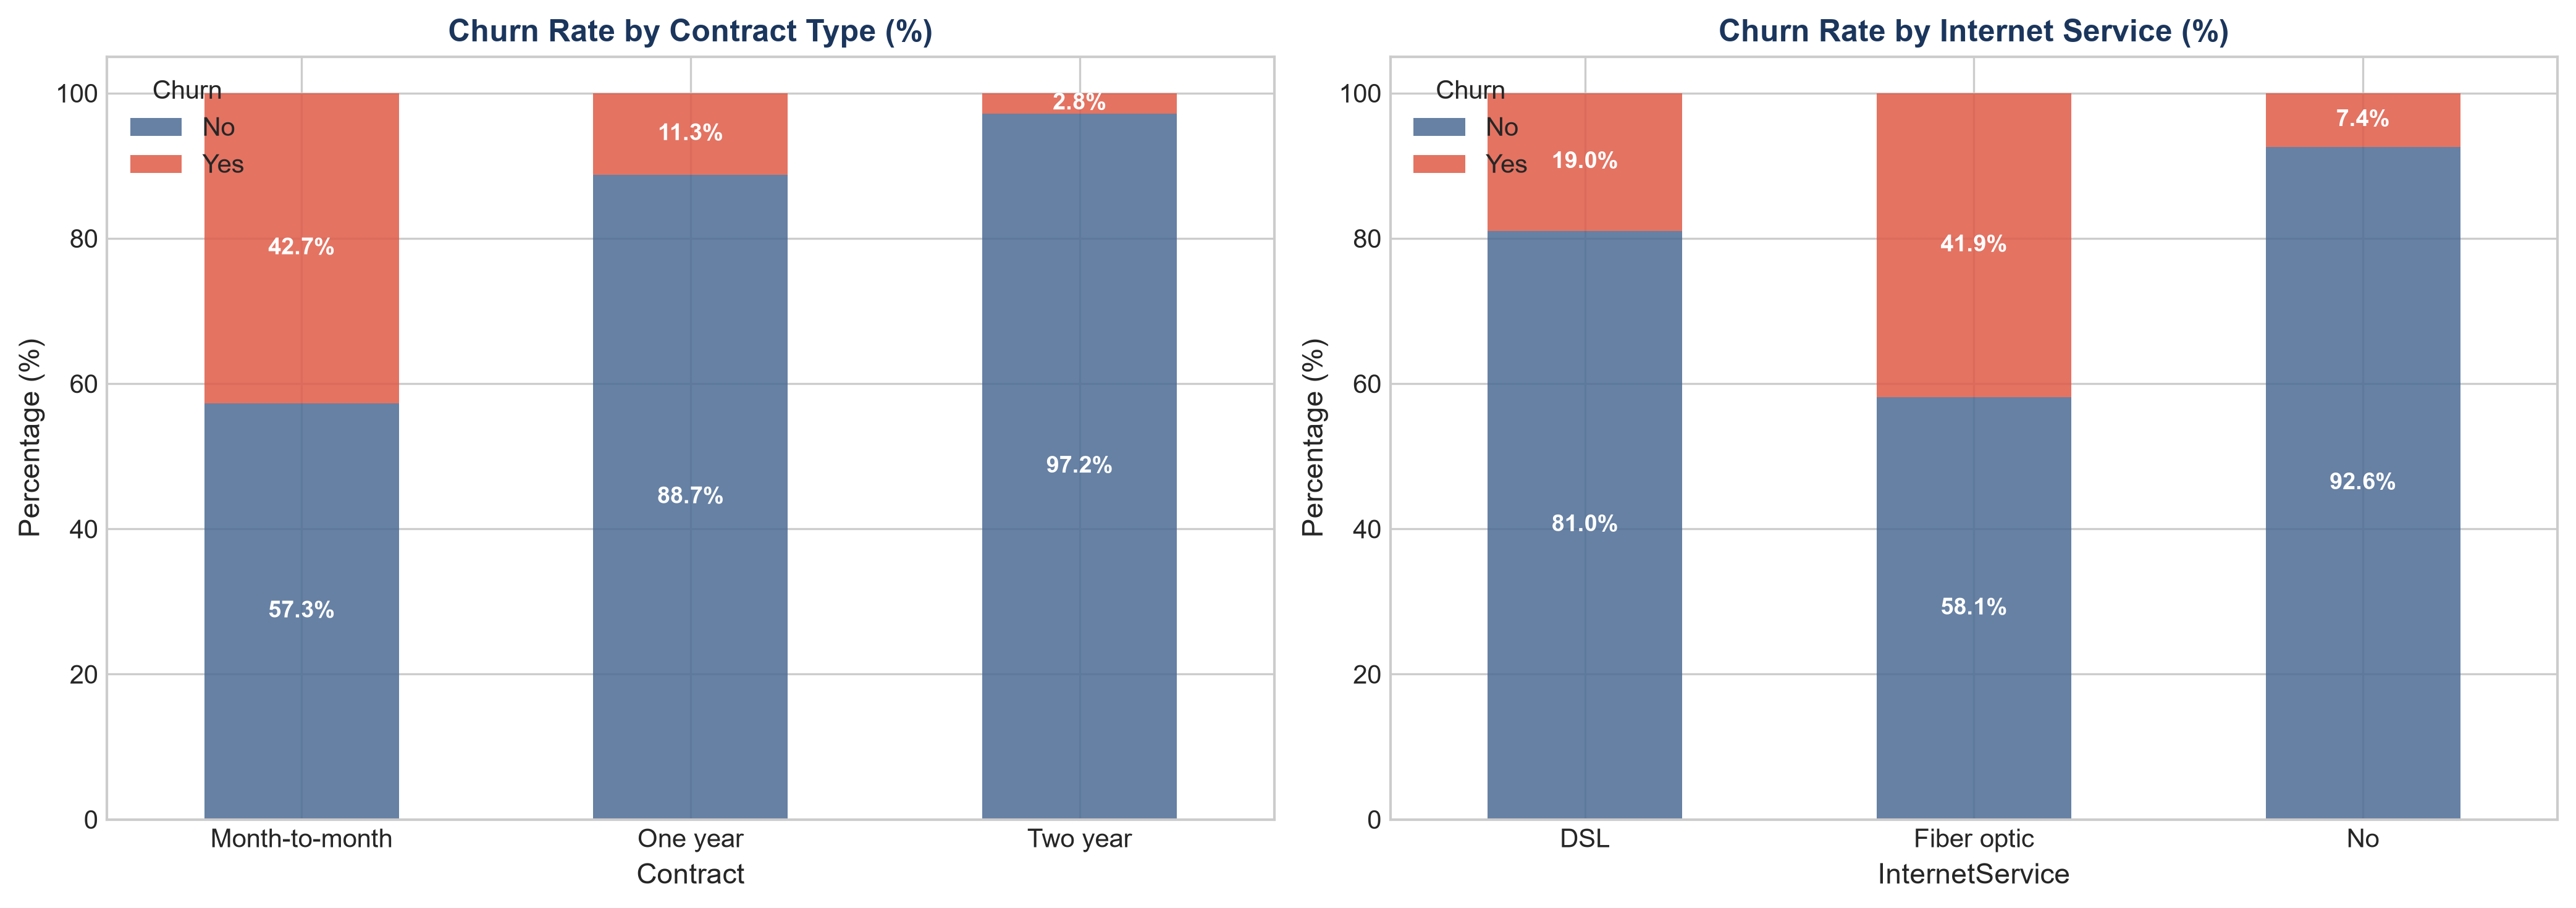 Churn Rate by Contract Type (%)
Churn
No
Yes
100
80
60
40
20
0
Percentage (%)
42.7%
57.3%
11.3%
88.7%
2.8%
97.2%
Month-to-month
One year
Two year
Contract
Churn Rate by Internet Service (%)
Churn
No
Yes
100
80
60
40
20
0
Percentage (%)
19.0%
81.0%
41.9%
58.1%
7.4%
92.6%
DSL
Fiber optic
No
InternetService